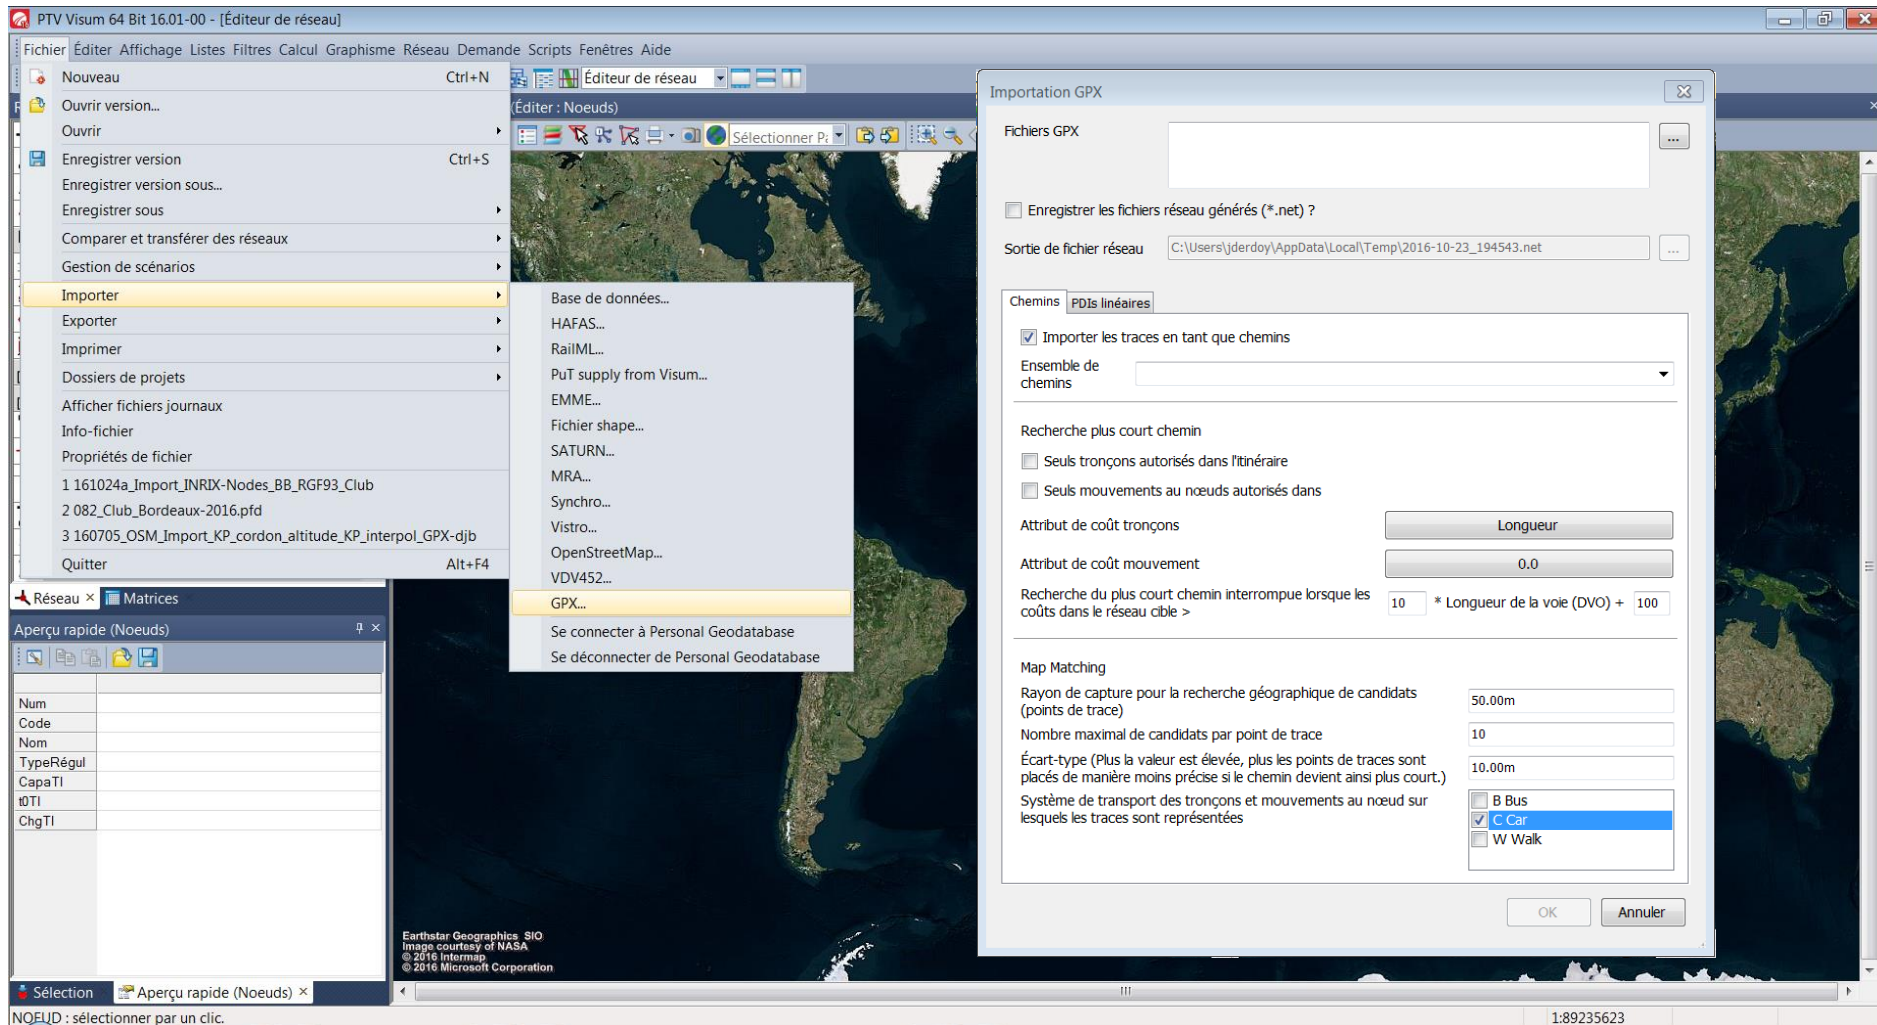 PTV Visum 64 Bit 16.01-00 - [Éditeur de réseau]
Fichier Éditer Affichage Listes Filtres Calcul Graphisme Réseau Demande Scripts Fenêtres Aide
Éditeur de réseau
(Éditer : Noeuds)
Sélectionner
Nouveau Ctrl+N
Ouvrir version...
Ouvrir
Enregistrer version Ctrl+S
Enregistrer version sous...
Enregistrer sous
Comparer et transférer des réseaux
Gestion de scénarios
Importer
Exporter
Imprimer
Dossiers de projets
Afficher fichiers journaux
Info-fichier
Propriétés de fichier
1 161024a_Import_INRIX-Nodes_BB_RGF93_Club
2 082_Club_Bordeaux-2016.pfd
3 160705_OSM_Import_KP_cordon_altitude_KP_interpol_GPX-djb
Quitter Alt+F4
Base de données...
HAFAS...
RailML...
PuT supply from Visum...
EMME...
Fichier shape...
SATURN...
MRA...
Synchro...
Vistro...
OpenStreetMap...
VDV452...
GPX...
Se connecter à Personal Geodatabase
Se déconnecter de Personal Geodatabase
Réseau
Matrices
Aperçu rapide (Noeuds)
Num
Code
Nom
TypeRégul
CapaTI
t0TI
ChgTI
Sélection
Aperçu rapide (Noeuds)
NOEUD : sélectionner par un clic.
1:89235623
Earthstar Geographics SIO
Image courtesy of NASA
© 2016 Intermap
© 2016 Microsoft Corporation
Importation GPX
Fichiers GPX
...
Enregistrer les fichiers réseau générés (*.net) ?
Sortie de fichier réseau C:\Users\jderdoy\AppData\Local\Temp\2016-10-23_194543.net ...
Chemins PDIs linéaires
Importer les traces en tant que chemins
Ensemble de
chemins
Recherche plus court chemin
Seuls tronçons autorisés dans l'itinéraire
Seuls mouvements au nœuds autorisés dans
Attribut de coût tronçons Longueur
Attribut de coût mouvement 0.0
Recherche du plus court chemin interrompue lorsque les
coûts dans le réseau cible > 10 * Longueur de la voie (DVO) + 100
Map Matching
Rayon de capture pour la recherche géographique de candidats
(points de trace) 50.00m
Nombre maximal de candidats par point de trace 10
Écart-type (Plus la valeur est élevée, plus les points de traces sont
placés de manière moins précise si le chemin devient ainsi plus court.) 10.00m
Système de transport des tronçons et mouvements au nœud sur
lesquels les traces sont représentées
B Bus
C Car
W Walk
OK Annuler